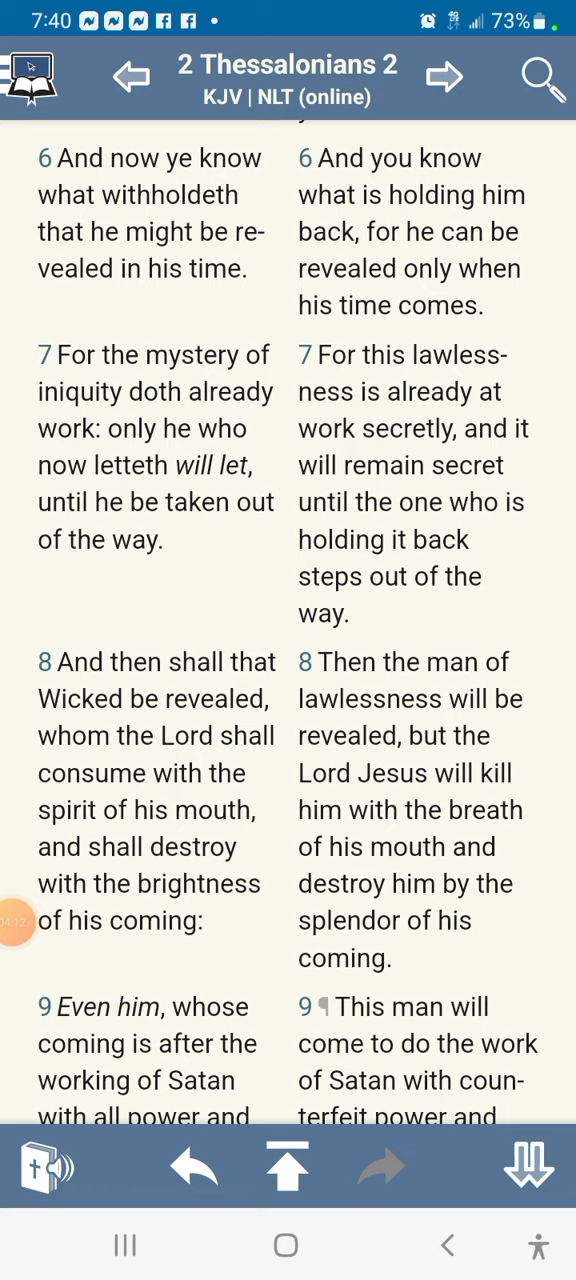 7:40
73%
2 Thessalonians 2
KJV | NLT (online)
6 And now ye know
what withholdeth
that he might be re-
vealed in his time.
6 And you know
what is holding him
back, for he can be
revealed only when
his time comes.
7 For the mystery of
iniquity doth already
work: only he who
now letteth will let,
until he be taken out
of the way.
7 For this lawless-
ness is already at
work secretly, and it
will remain secret
until the one who is
holding it back
steps out of the
way.
8 And then shall that
Wicked be revealed,
whom the Lord shall
consume with the
spirit of his mouth,
and shall destroy
with the brightness
of his coming:
8 Then the man of
lawlessness will be
revealed, but the
Lord Jesus will kill
him with the breath
of his mouth and
destroy him by the
splendor of his
coming.
04:12
9 Even him, whose
coming is after the
working of Satan
with all power and
9 ¶ This man will
come to do the work
of Satan with coun-
terfeit power and